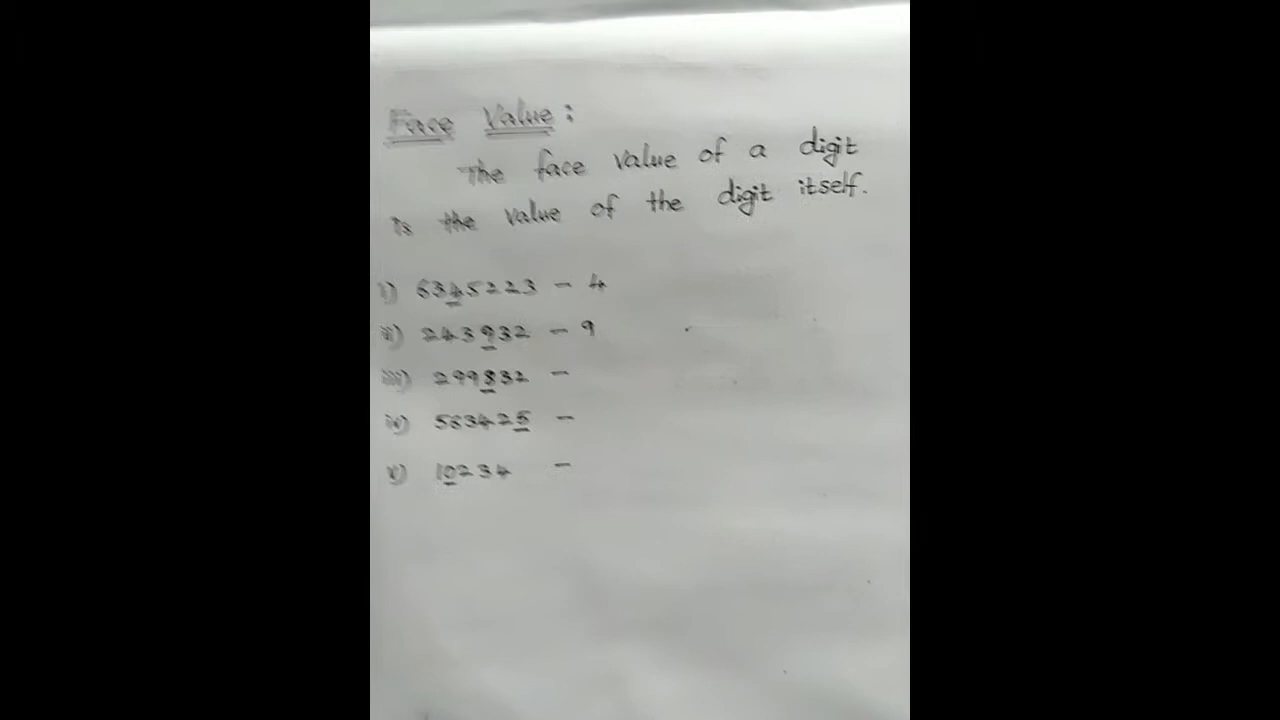 Face Value:
The face value of a digit
is the value of the digit itself.
i) 6345223 - 4
ii) 243932 - 9
iii) 299832 -
iv) 563425 -
v) 10234 -